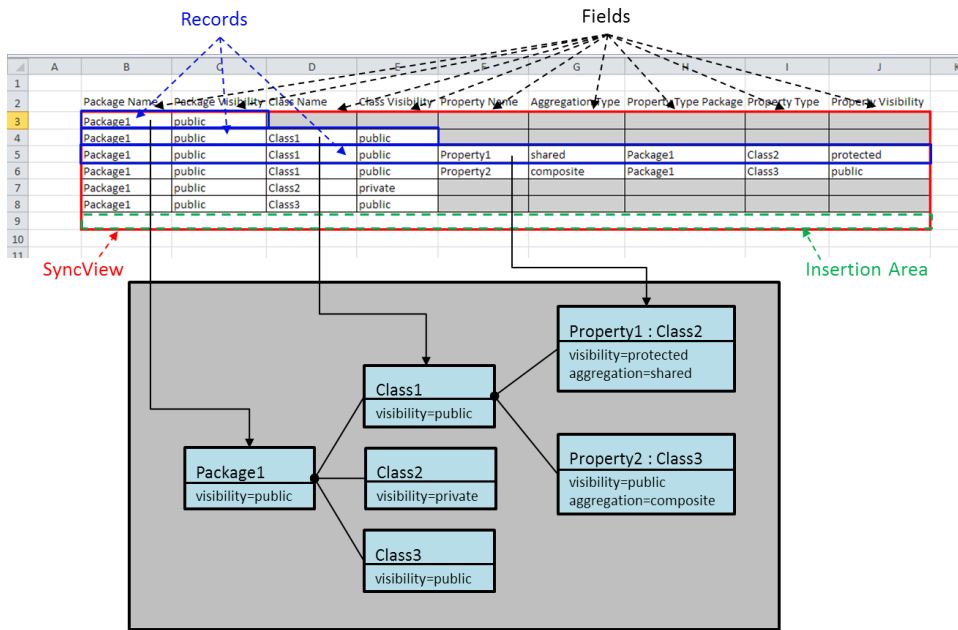 Records Fields
A B C D E F G H I J K
1
2 Package Name Package Visibility Class Name Class Visibility Property Name Aggregation Type Property Type Package Property Type Property Visibility
3 Package1 public
4 Package1 public Class1 public
5 Package1 public Class1 public Property1 shared Package1 Class2 protected
6 Package1 public Class1 public Property2 composite Package1 Class3 public
7 Package1 public Class2 private
8 Package1 public Class3 public
9
10
11
SyncView Insertion Area
Property1 : Class2
visibility=protected
aggregation=shared
Class1
visibility=public
Property2 : Class3
visibility=public
aggregation=composite
Package1
visibility=public
Class2
visibility=private
Class3
visibility=public